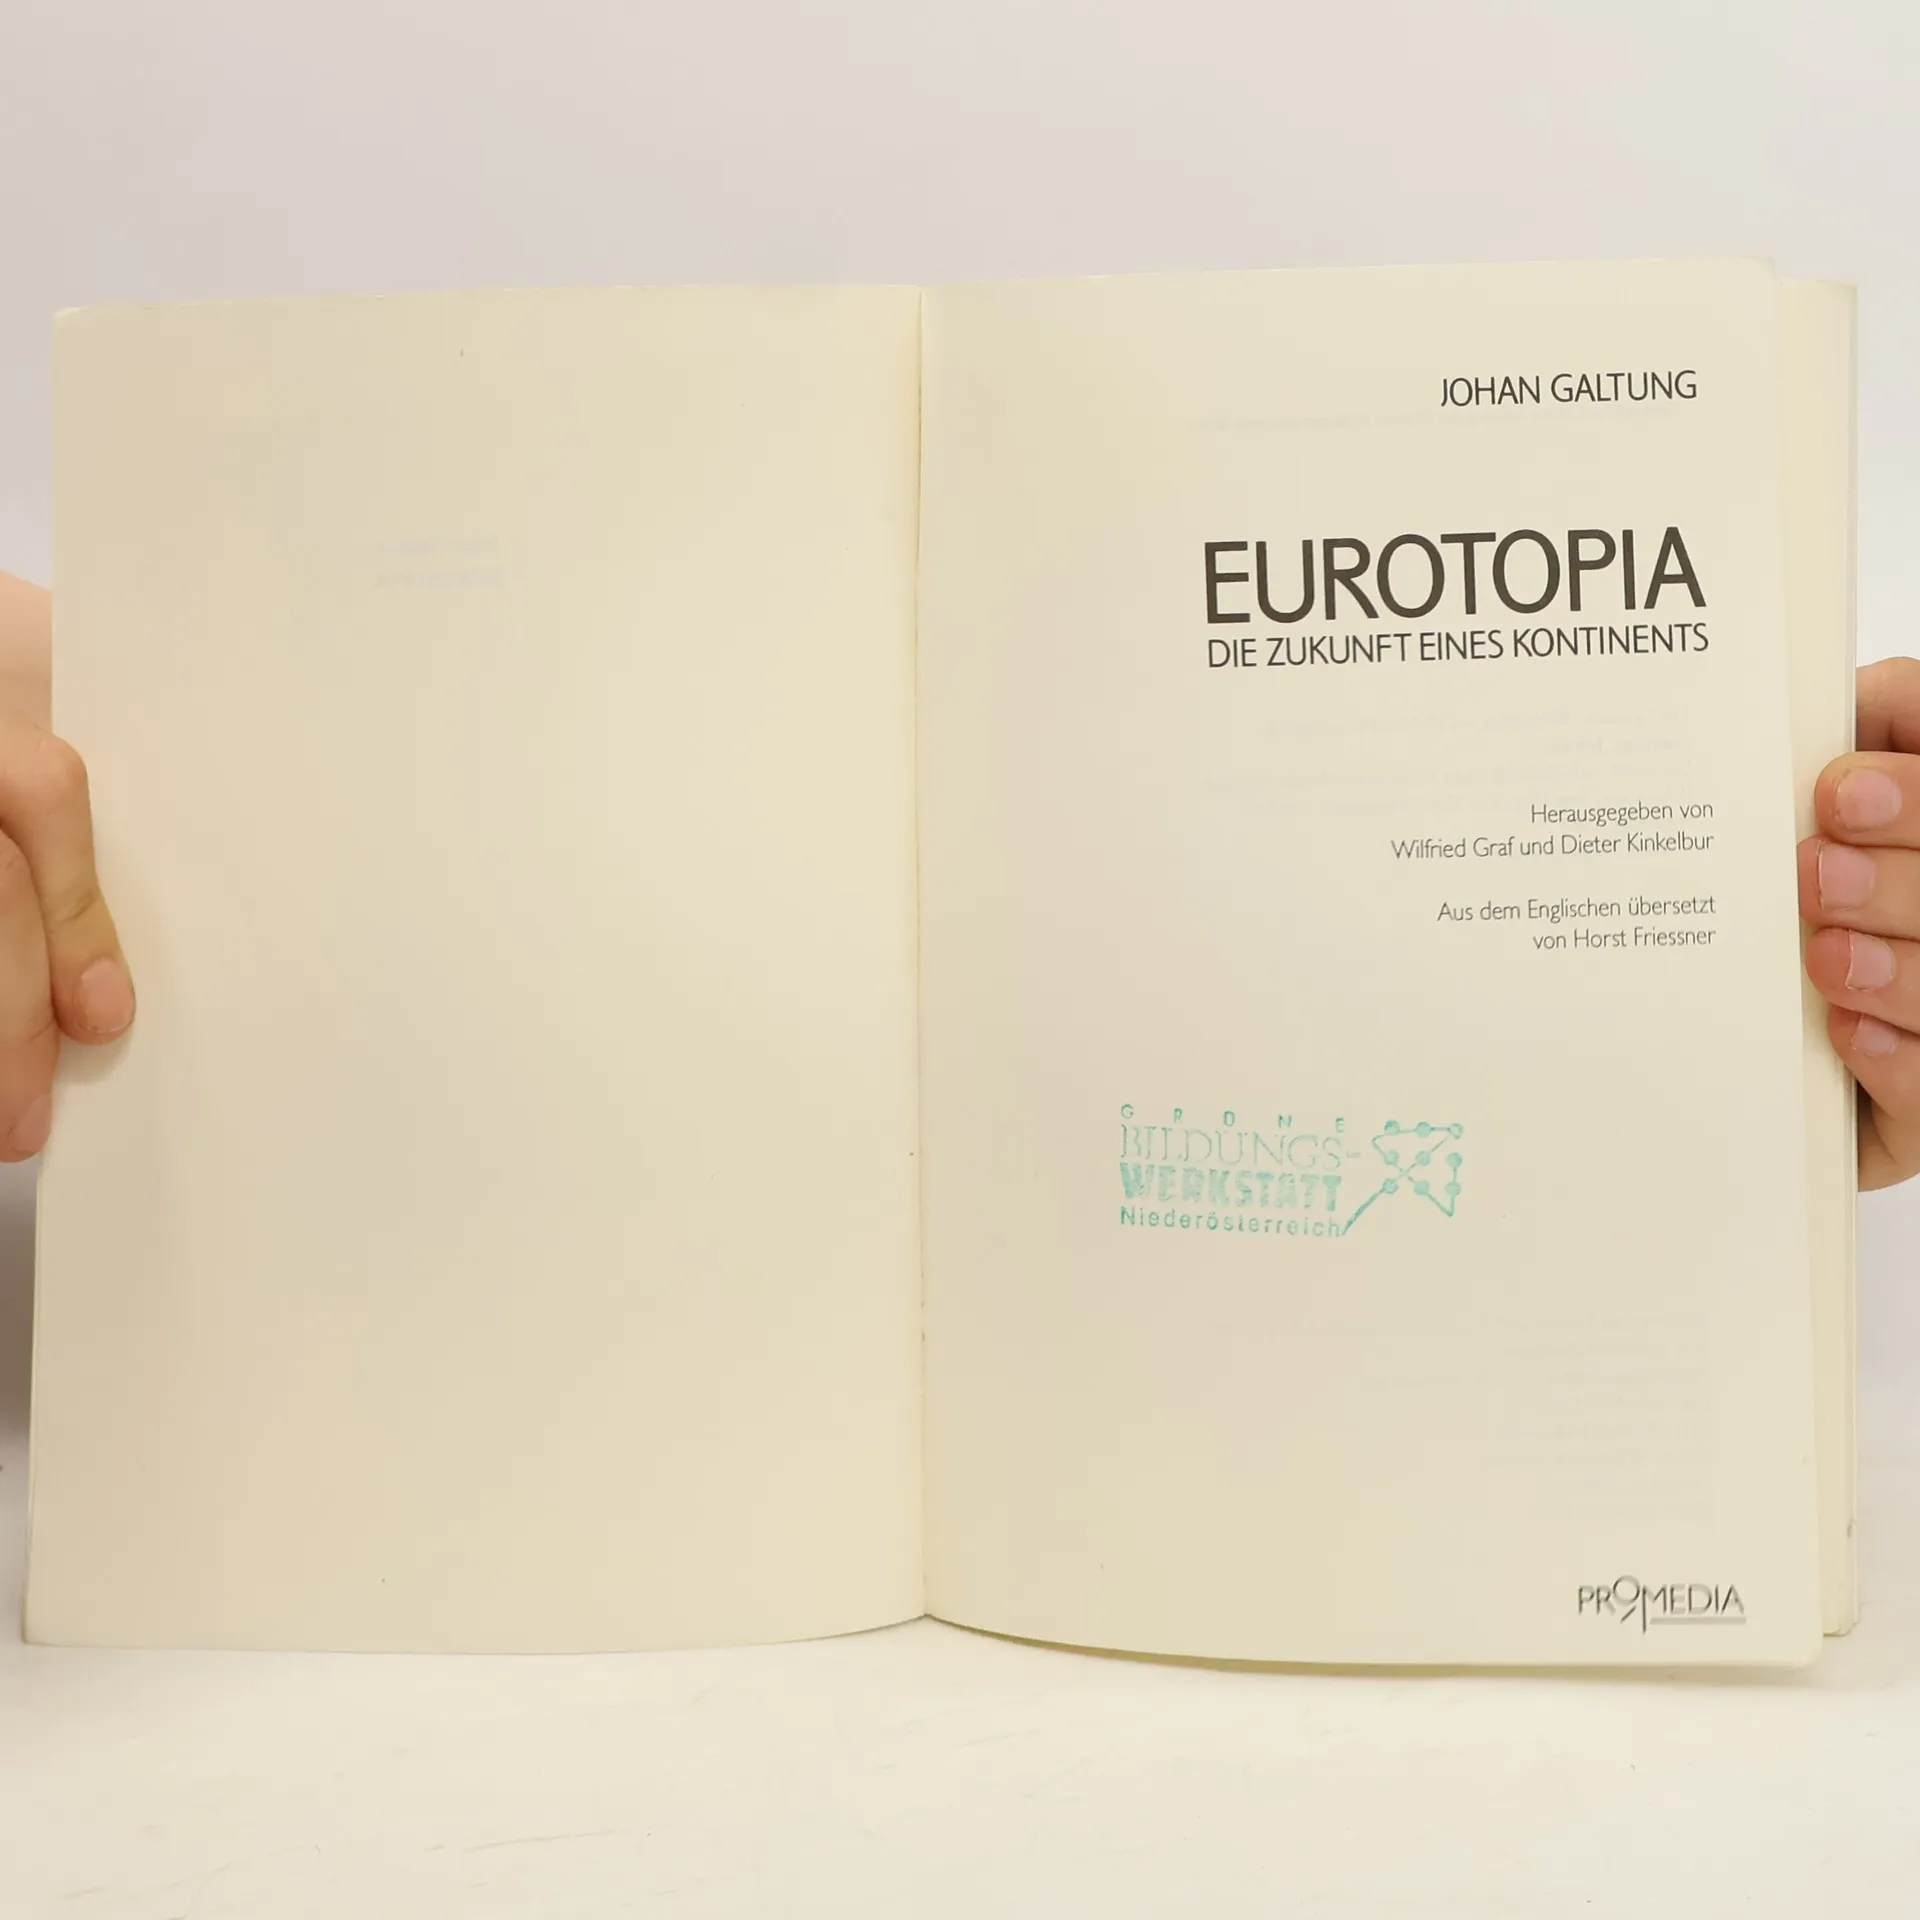 JOHAN GALTUNG
EUROTOPIA
DIE ZUKUNFT EINES KONTINENTS
Herausgegeben von
Wilfried Graf und Dieter Kinkelbur
Aus dem Englischen übersetzt
von Horst Friessner
GRÜNE
BILDUNGS-
WERKSTATT
Niederösterreich
PROMEDIA